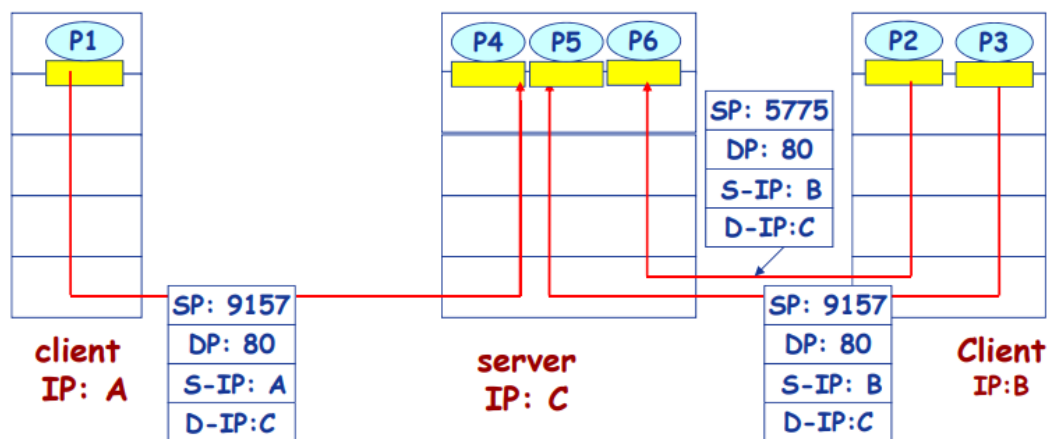 P1
P4
P5
P6
P2
P3
SP: 5775
DP: 80
S-IP: B
D-IP:C
SP: 9157
DP: 80
S-IP: A
D-IP:C
SP: 9157
DP: 80
S-IP: B
D-IP:C
client
IP: A
server
IP: C
Client
IP:B